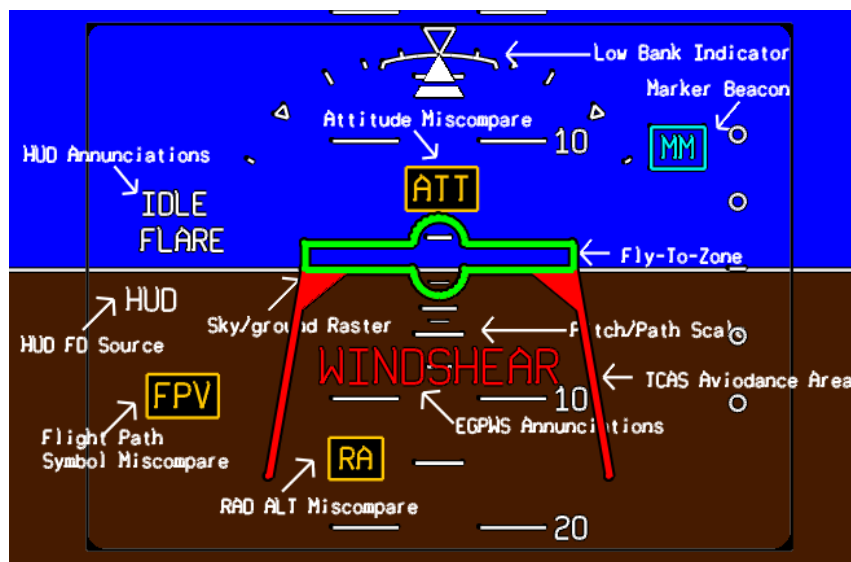 Low Bank Indicator
Marker Beacon
Attitude Miscompare
10
MM
HUD Annunciations
ATT
IDLE
FLARE
Fly-To-Zone
HUD
Sky/ground Raster
Pitch/Path Scale
HUD FD Source
WINDSHEAR
TCAS Aviodance Area
FPV
10
EGPWS Annunciations
Flight Path
Symbol Miscompare
RA
RAD ALT Miscompare
20